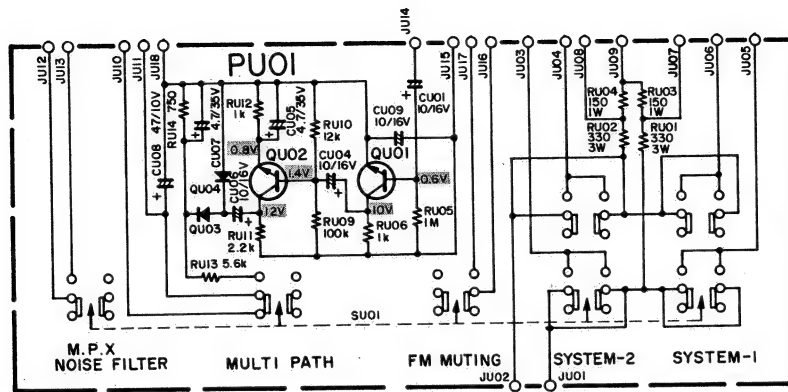 JU14
JU12
JU13
JU10
JU11
JU18
JU15
JU17
JU16
JU03
JU04
JU08
JU09
JU07
JU06
JU05
PU01
750
RU14
47/10V
CU08
4.7/35V
CU07
RU12
1k
CU05
4.7/35V
RU10
12k
CU09
10/16V
CU01
10/16V
RU04
150
1W
RU03
150
1W
RU02
330
3W
RU01
330
3W
0.8V
QU02
1.4V
CU04
10/16V
QU01
0.6V
QU04
CU06
10/16V
QU03
12V
10V
RU11
2.2k
RU09
100k
RU06
1k
RU05
1M
RU13 5.6k
SU01
M.P.X
NOISE FILTER
MULTI PATH
FM MUTING
SYSTEM-2
SYSTEM-1
JU02
JU01